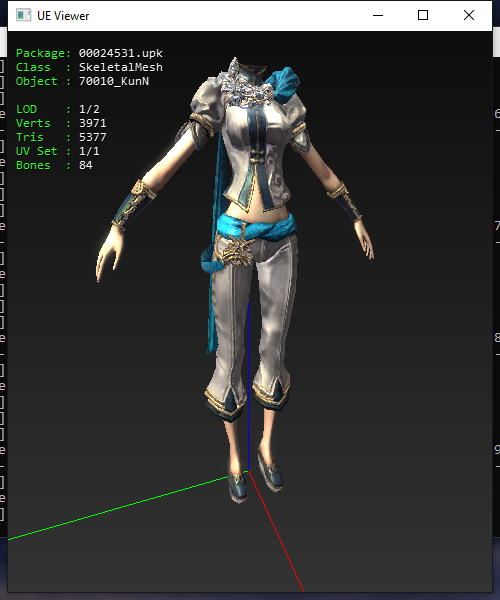 UE Viewer
Package: 00024531.upk
Class  : SkeletalMesh
Object : 70010_KunN
LOD    : 1/2
Verts  : 3971
Tris   : 5377
UV Set : 1/1
Bones  : 84